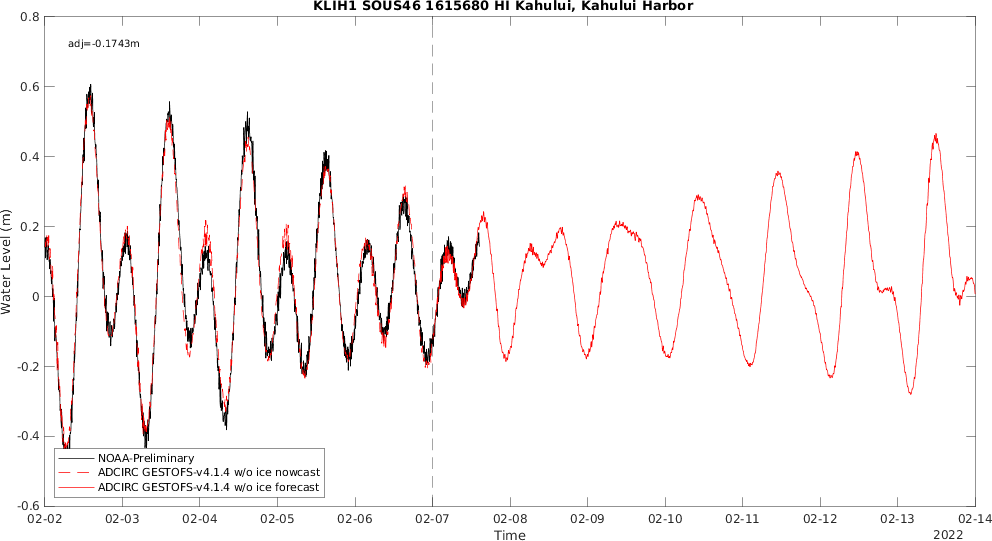 KLIH1 SOUS46 1615680 HI Kahului, Kahului Harbor
0.8
adj=-0.1743m
0.6
0.4
0.2
0
-0.2
-0.4
-0.6
Water Level (m)
NOAA-Preliminary
ADCIRC GESTOFS-v4.1.4 w/o ice nowcast
ADCIRC GESTOFS-v4.1.4 w/o ice forecast
02-02 02-03 02-04 02-05 02-06 02-07 02-08 02-09 02-10 02-11 02-12 02-13 02-14
Time
2022